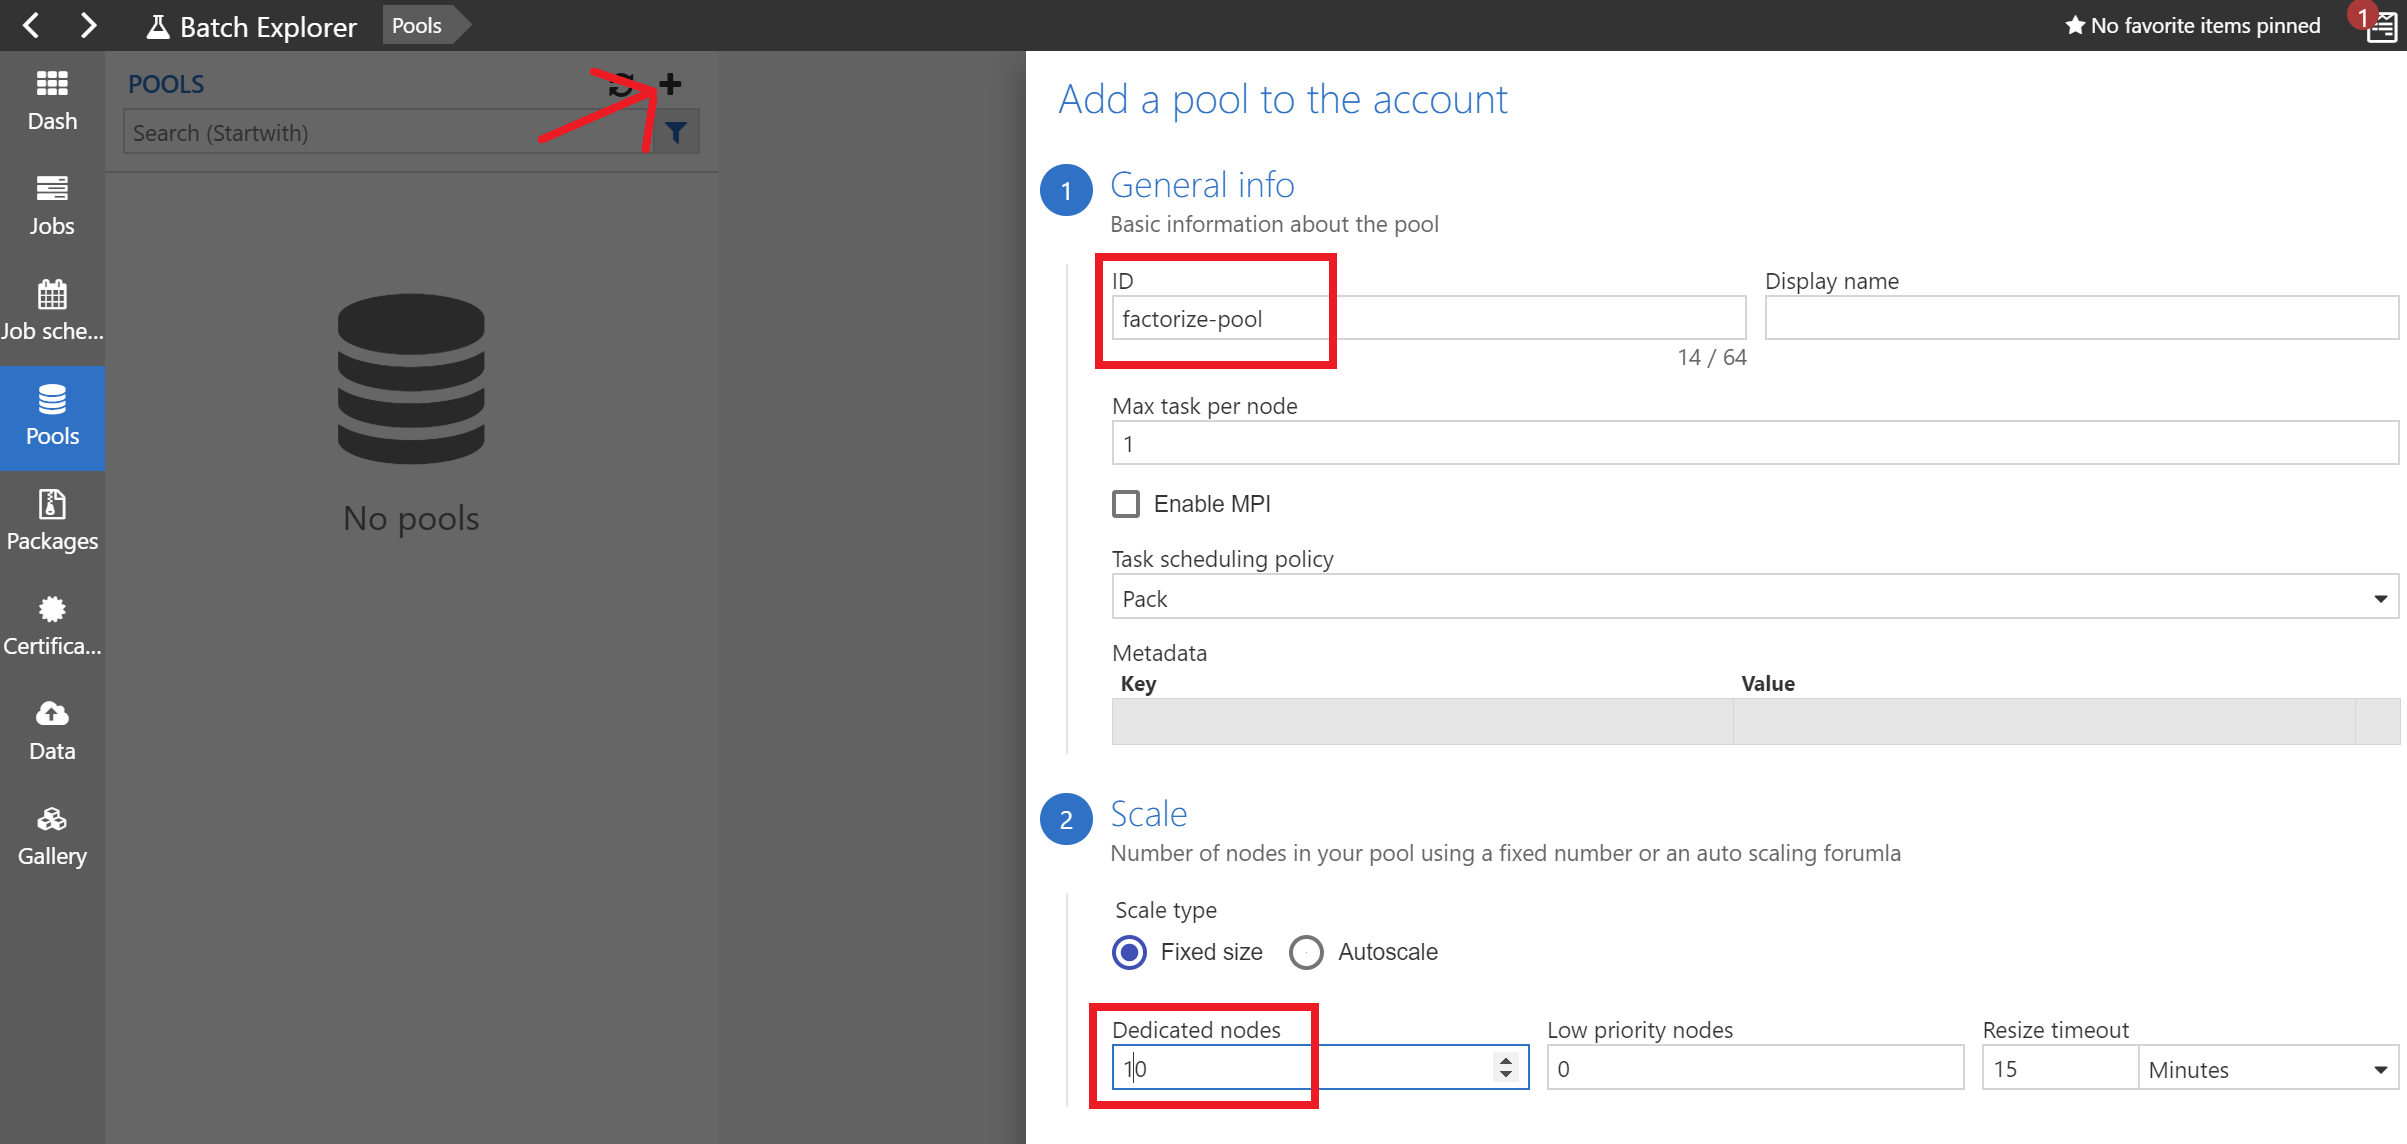 Batch Explorer
Pools
No favorite items pinned
1
Dash
Jobs
Job sche...
Pools
Packages
Certifica...
Data
Gallery
POOLS
Search (Startwith)
No pools
Add a pool to the account
1
General info
Basic information about the pool
ID
factorize-pool
14 / 64
Display name
Max task per node
1
Enable MPI
Task scheduling policy
Pack
Metadata
Key
Value
2
Scale
Number of nodes in your pool using a fixed number or an auto scaling forumla
Scale type
Fixed size
Autoscale
Dedicated nodes
10
Low priority nodes
0
Resize timeout
15
Minutes